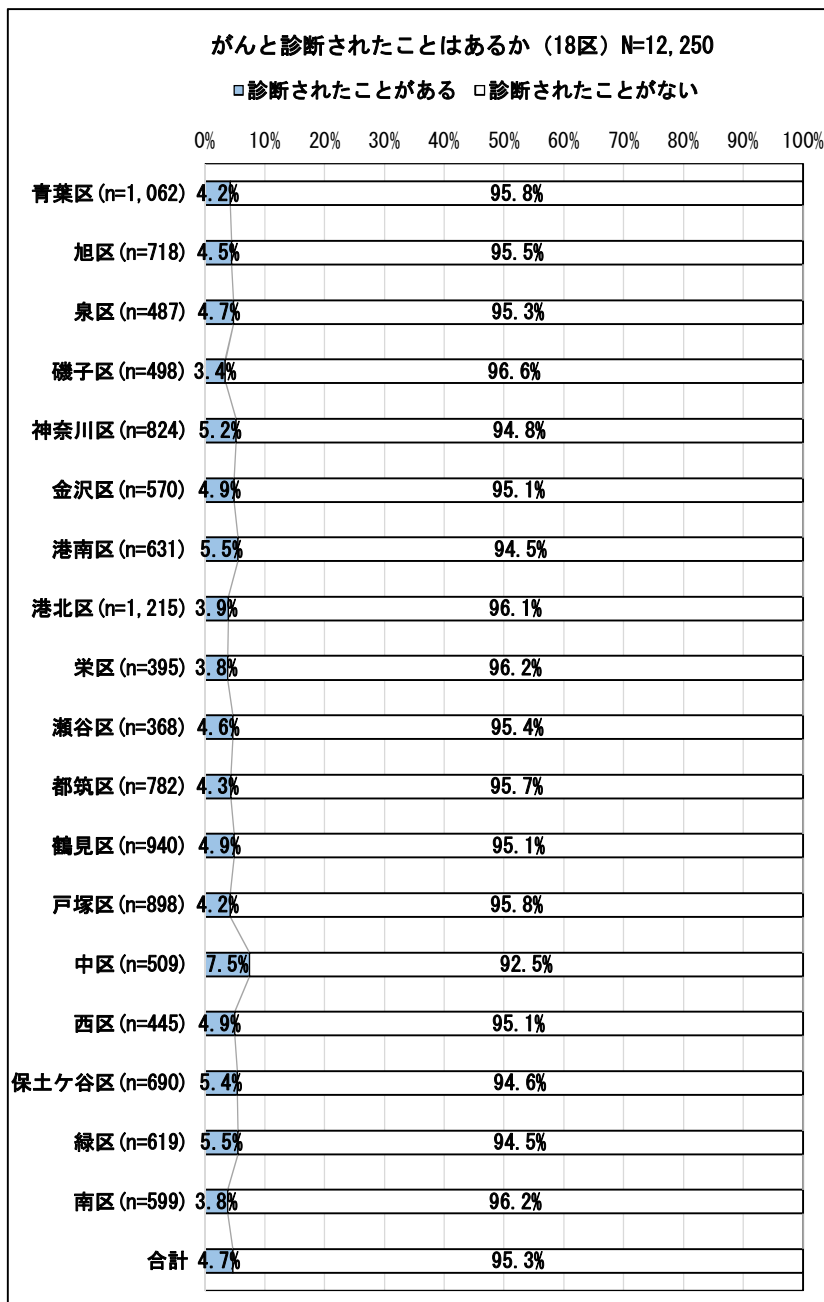 がんと診断されたことはあるか（18区）N=12,250
■診断されたことがある □診断されたことがない
0% 10% 20% 30% 40% 50% 60% 70% 80% 90% 100%
青葉区(n=1,062) 4.2% 95.8%
旭区(n=718) 4.5% 95.5%
泉区(n=487) 4.7% 95.3%
磯子区(n=498) 3.4% 96.6%
神奈川区(n=824) 5.2% 94.8%
金沢区(n=570) 4.9% 95.1%
港南区(n=631) 5.5% 94.5%
港北区(n=1,215) 3.9% 96.1%
栄区(n=395) 3.8% 96.2%
瀬谷区(n=368) 4.6% 95.4%
都筑区(n=782) 4.3% 95.7%
鶴見区(n=940) 4.9% 95.1%
戸塚区(n=898) 4.2% 95.8%
中区(n=509) 7.5% 92.5%
西区(n=445) 4.9% 95.1%
保土ケ谷区(n=690) 5.4% 94.6%
緑区(n=619) 5.5% 94.5%
南区(n=599) 3.8% 96.2%
合計 4.7% 95.3%